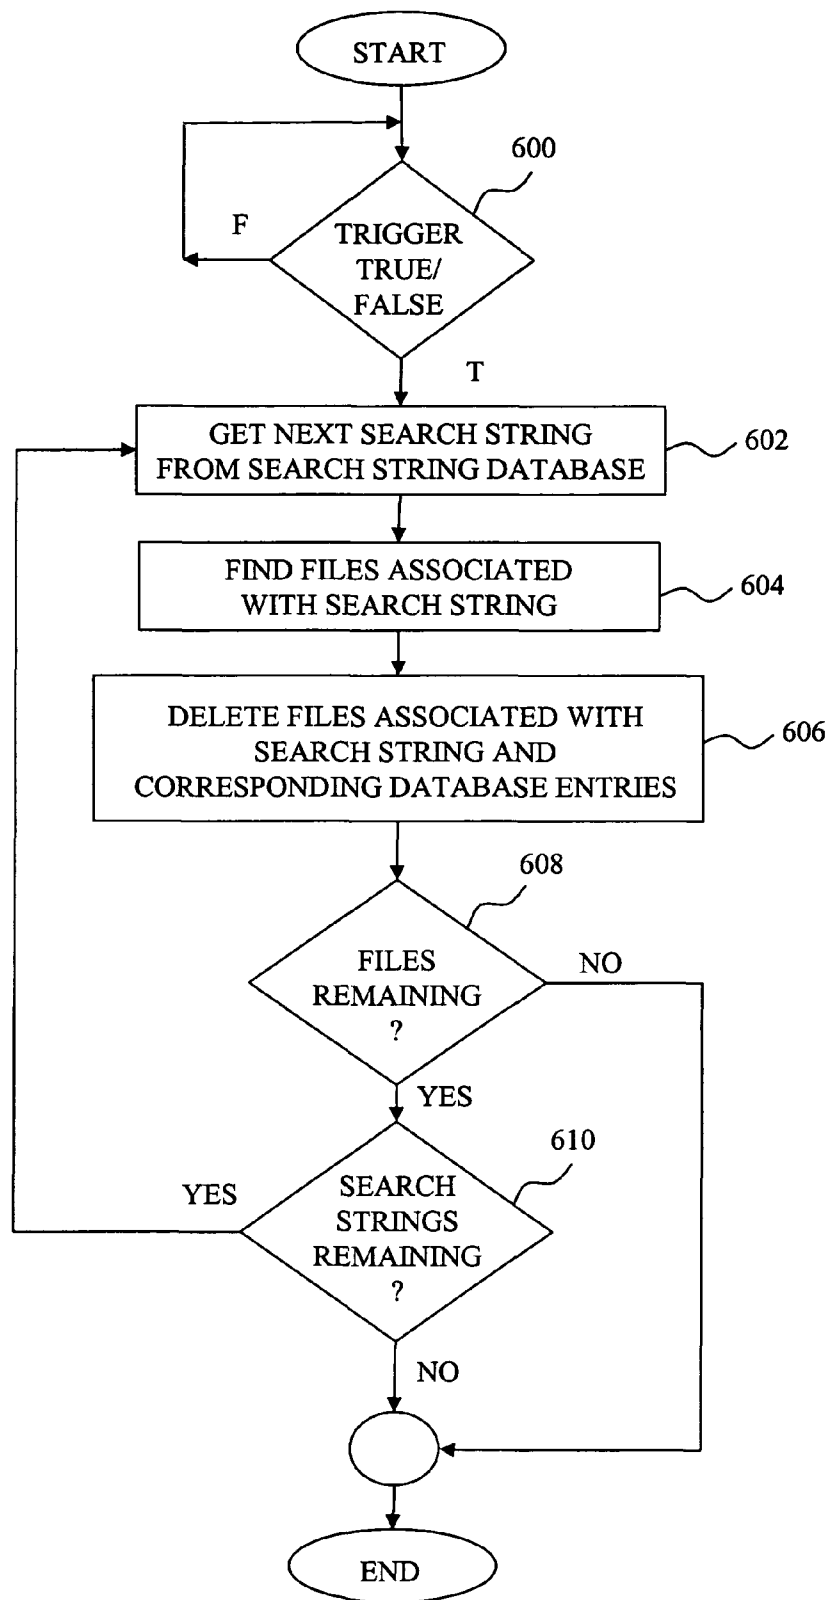 START
600
F
TRIGGER
TRUE/
FALSE
T
GET NEXT SEARCH STRING
FROM SEARCH STRING DATABASE
602
FIND FILES ASSOCIATED
WITH SEARCH STRING
604
DELETE FILES ASSOCIATED WITH
SEARCH STRING AND
CORRESPONDING DATABASE ENTRIES
606
608
FILES
REMAINING
?
NO
YES
610
YES
SEARCH
STRINGS
REMAINING
?
NO
END